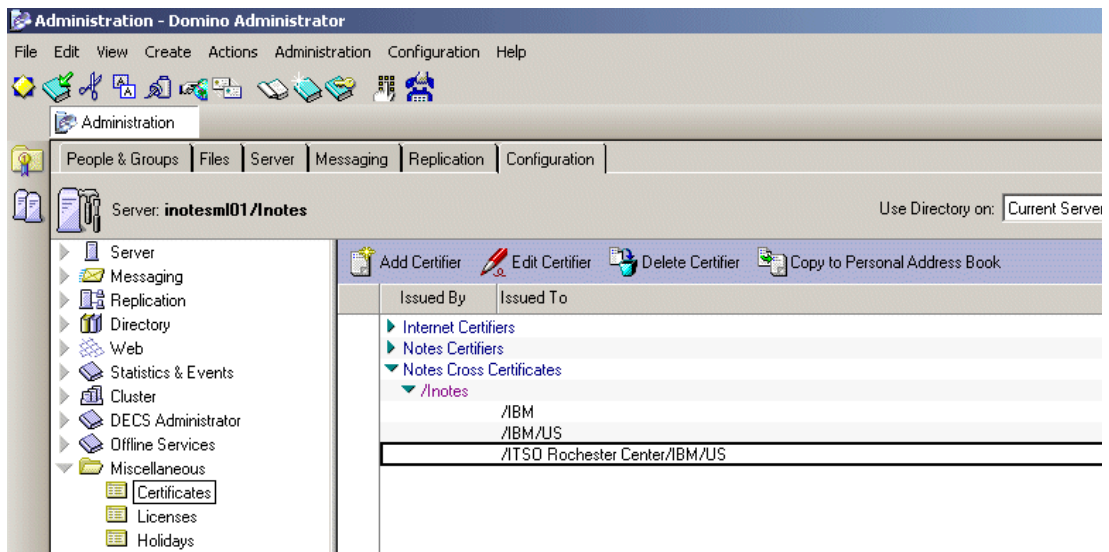 Administration - Domino Administrator
File Edit View Create Actions Administration Configuration Help
Administration
People & Groups Files Server Messaging Replication Configuration
Server: inotesml01/Inotes Use Directory on: Current Server
Server
Messaging
Replication
Directory
Web
Statistics & Events
Cluster
DECS Administrator
Offline Services
Miscellaneous
Certificates
Licenses
Holidays
Add Certifier Edit Certifier Delete Certifier Copy to Personal Address Book
Issued By Issued To
Internet Certifiers
Notes Certifiers
Notes Cross Certificates
/Inotes
/IBM
/IBM/US
/ITSO Rochester Center/IBM/US